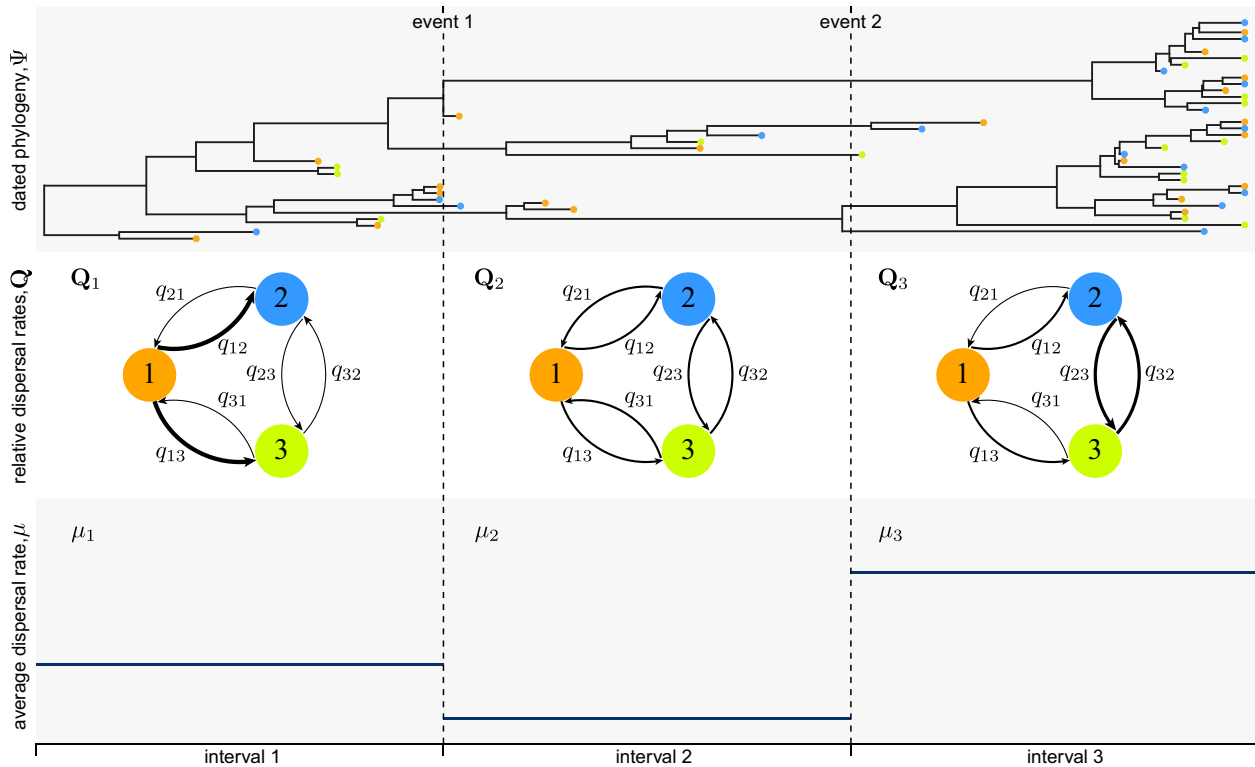 event 1
event 2
dated phylogeny, Ψ
relative dispersal rates, Q
Q₁
q₂₁
2
q₁₂
1
q₂₃
q₃₂
q₃₁
q₁₃
3
Q₂
q₂₁
2
q₁₂
1
q₂₃
q₃₂
q₃₁
q₁₃
3
Q₃
q₂₁
2
q₁₂
1
q₂₃
q₃₂
q₃₁
q₁₃
3
average dispersal rate, μ
μ₁
μ₂
μ₃
interval 1
interval 2
interval 3